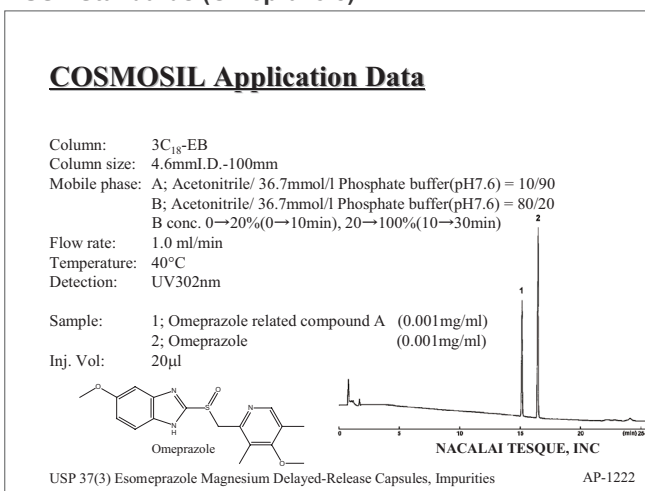 COSMOSIL Application Data
Column: 3C18-EB
Column size: 4.6mmI.D.-100mm
Mobile phase: A; Acetonitrile/ 36.7mmol/l Phosphate buffer(pH7.6) = 10/90
B; Acetonitrile/ 36.7mmol/l Phosphate buffer(pH7.6) = 80/20
B conc. 0→20%(0→10min), 20→100%(10→30min)
Flow rate: 1.0 ml/min
Temperature: 40°C
Detection: UV302nm
Sample: 1; Omeprazole related compound A (0.001mg/ml)
2; Omeprazole (0.001mg/ml)
Inj. Vol: 20μl
2
1
O
N
N
H
S
O
N
O
Omeprazole
0 5 10 15 20 (min) 25
NACALAI TESQUE, INC
USP 37(3) Esomeprazole Magnesium Delayed-Release Capsules, Impurities AP-1222